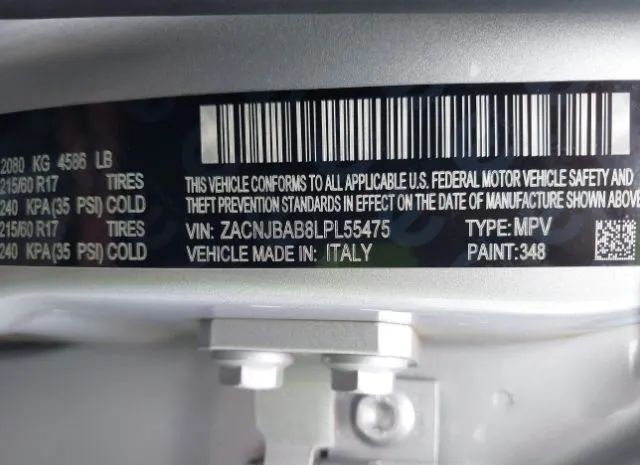 2080 KG 4586 LB
215/60 R17 TIRES
240 KPA(35 PSI) COLD
215/60 R17 TIRES
240 KPA(35 PSI) COLD
THIS VEHICLE CONFORMS TO ALL APPLICABLE U.S. FEDERAL MOTOR VEHICLE SAFETY AND
THEFT PREVENTION STANDARDS IN EFFECT ON THE DATE OF MANUFACTURE SHOWN ABOVE
VIN: ZACNJBAB8LPL55475 TYPE: MPV
VEHICLE MADE IN: ITALY PAINT: 348